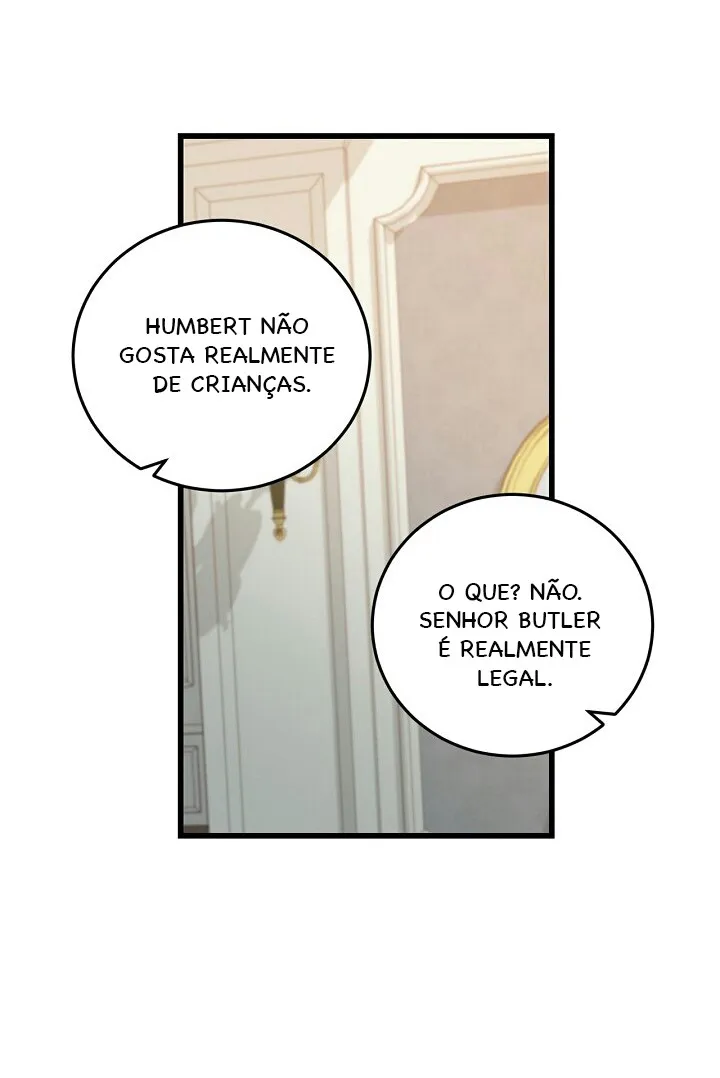 HUMBERT NÃO
GOSTA REALMENTE
DE CRIANÇAS.
O QUE? NÃO.
SENHOR BUTLER
É REALMENTE
LEGAL.